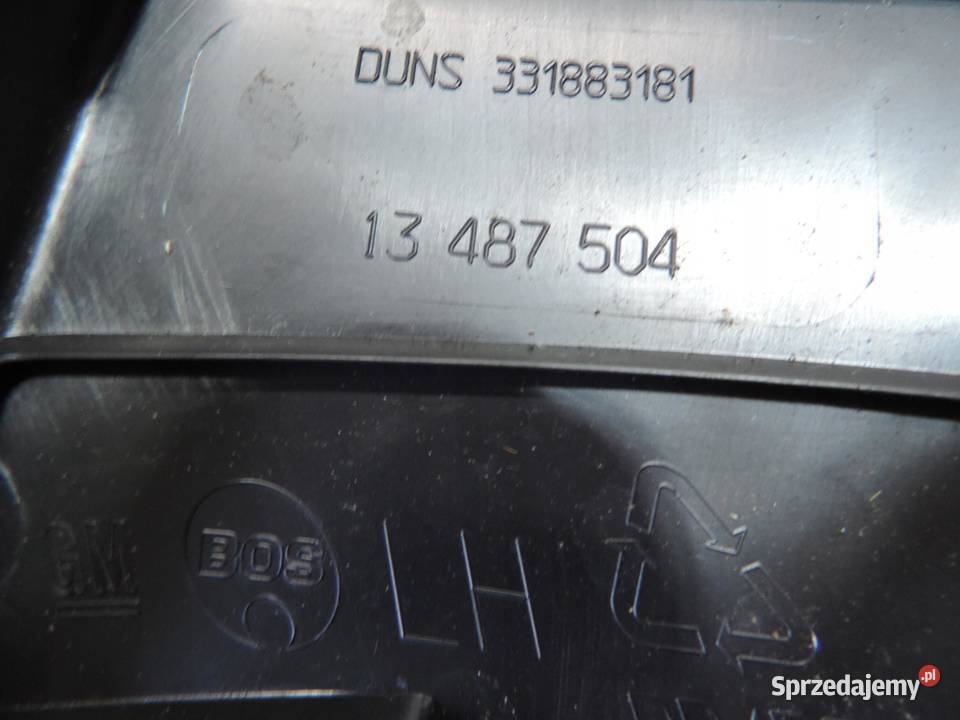 DUNS 331883181
13 487 504
GM BOS LH
Sprzedajemy.pl